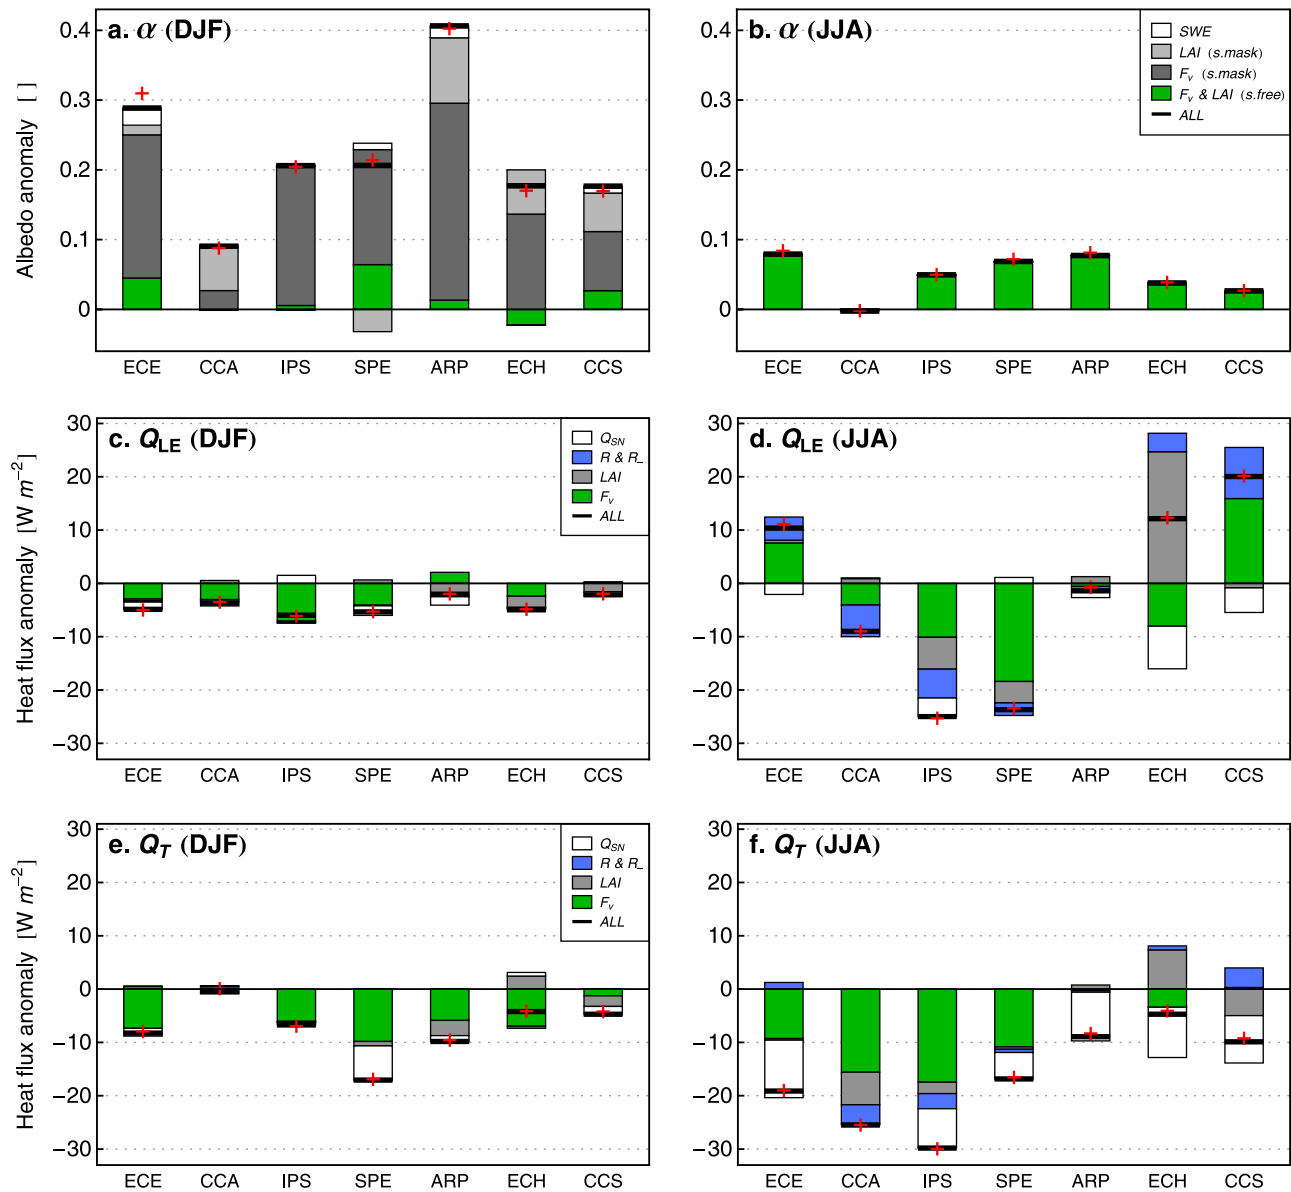 a. α (DJF)
Albedo anomaly [ ]
0.4
0.3
0.2
0.1
0
ECE CCA IPS SPE ARP ECH CCS
b. α (JJA)
SWE
LAI (s.mask)
Fv (s.mask)
Fv & LAI (s.free)
ALL
0.4
0.3
0.2
0.1
0
ECE CCA IPS SPE ARP ECH CCS
c. QLE (DJF)
Heat flux anomaly [W m−2]
QSN
R & R_
LAI
Fv
ALL
30
20
10
0
−10
−20
−30
ECE CCA IPS SPE ARP ECH CCS
d. QLE (JJA)
30
20
10
0
−10
−20
−30
ECE CCA IPS SPE ARP ECH CCS
e. QT (DJF)
Heat flux anomaly [W m−2]
QSN
R & R_
LAI
Fv
ALL
30
20
10
0
−10
−20
−30
ECE CCA IPS SPE ARP ECH CCS
f. QT (JJA)
30
20
10
0
−10
−20
−30
ECE CCA IPS SPE ARP ECH CCS